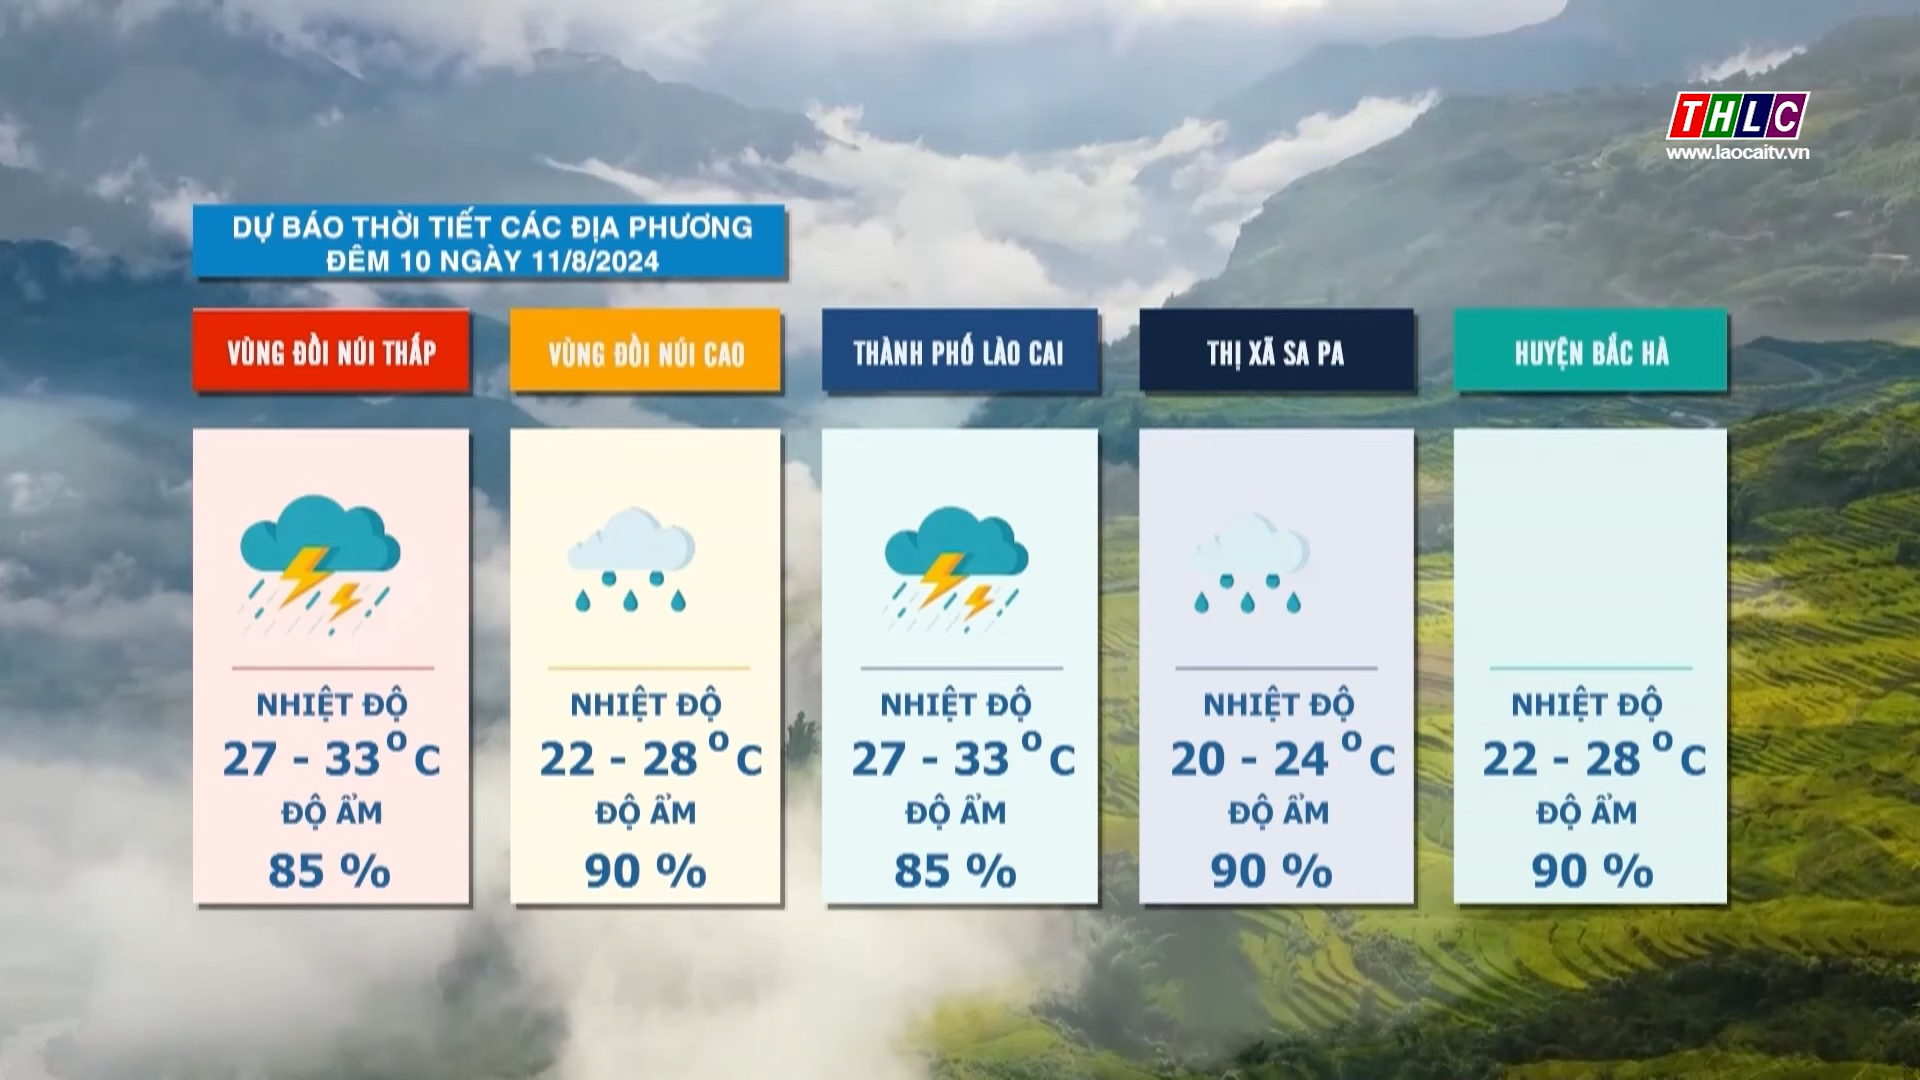 THLC
www.laocaitv.vn
DỰ BÁO THỜI TIẾT CÁC ĐỊA PHƯƠNG
ĐÊM 10 NGÀY 11/8/2024
VÙNG ĐỒI NÚI THẤP
NHIỆT ĐỘ
27 - 33°C
ĐỘ ẨM
85 %
VÙNG ĐỒI NÚI CAO
NHIỆT ĐỘ
22 - 28 °C
ĐỘ ẨM
90 %
THÀNH PHỐ LÀO CAI
NHIỆT ĐỘ
27 - 33 °C
ĐỘ ẨM
85 %
THỊ XÃ SA PA
NHIỆT ĐỘ
20 - 24 °C
ĐỘ ẨM
90 %
HUYỆN BẮC HÀ
NHIỆT ĐỘ
22 - 28 °C
ĐỘ ẨM
90 %